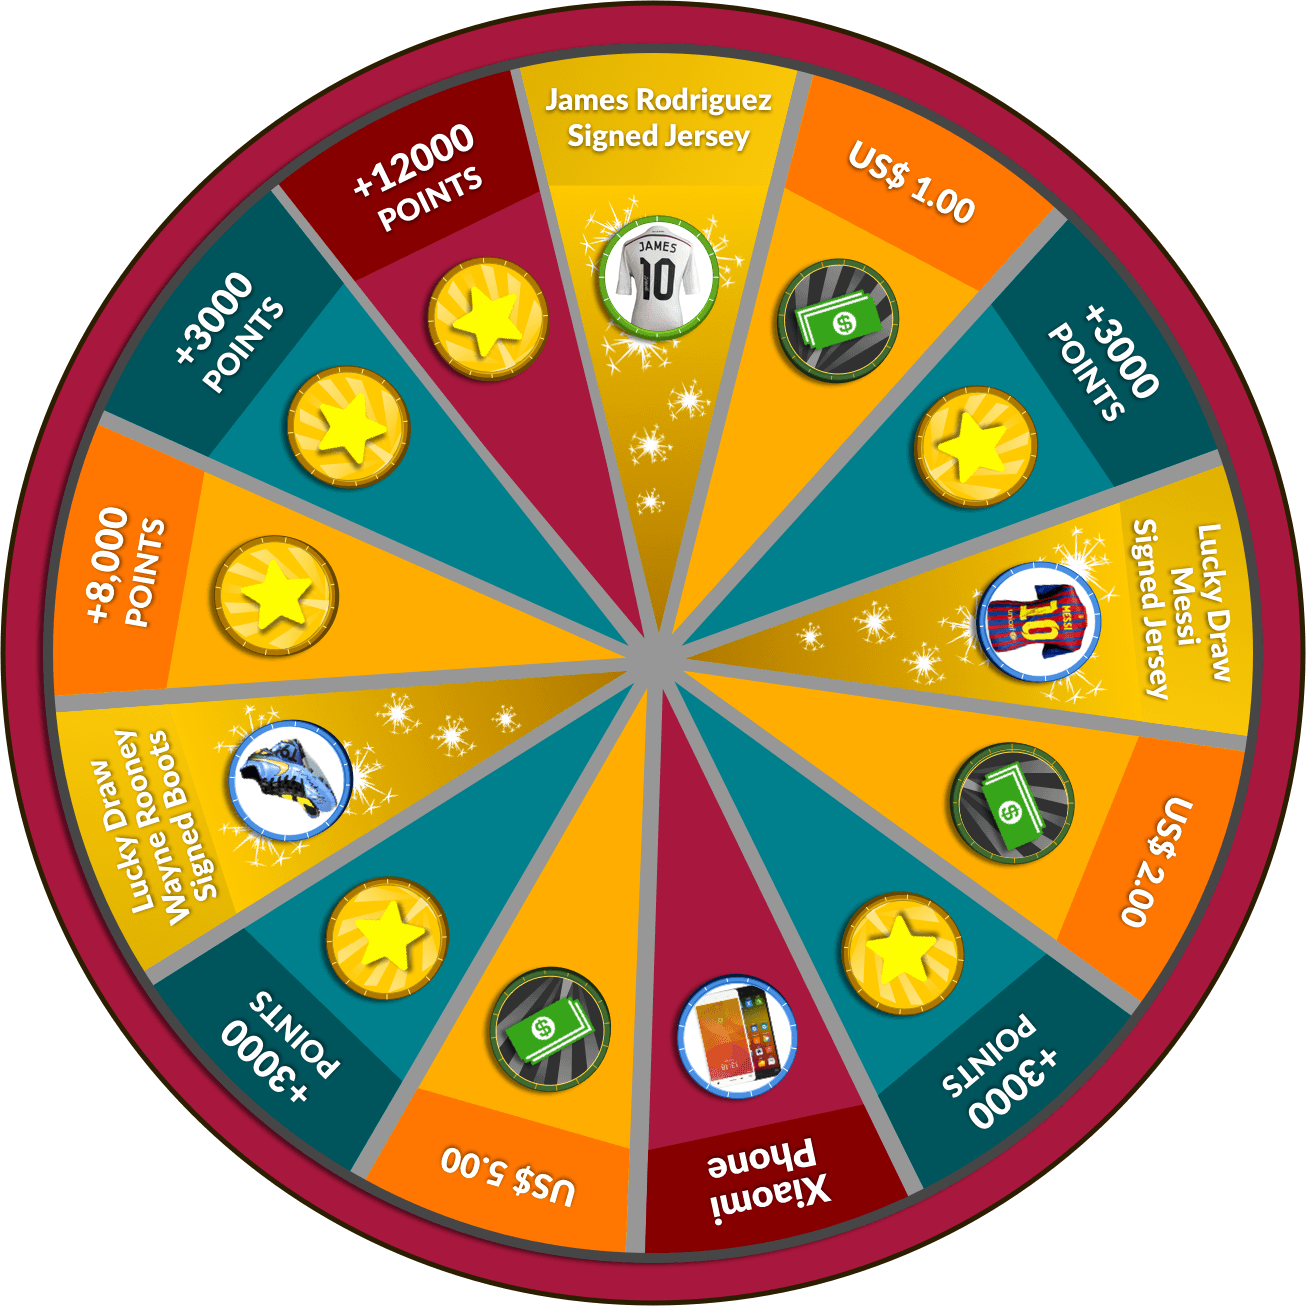 James Rodriguez
Signed Jersey
JAMES
10
US$ 1.00
$
+3000
POINTS
Lucky Draw
Messi
Signed Jersey
MESSI
10
unicef
US$ 2.00
$
+3000
POINTS
Xiaomi
Phone
US$ 5.00
$
+3000
POINTS
Lucky Draw
Wayne Rooney
Signed Boots
+8,000
POINTS
+3000
POINTS
+12000
POINTS